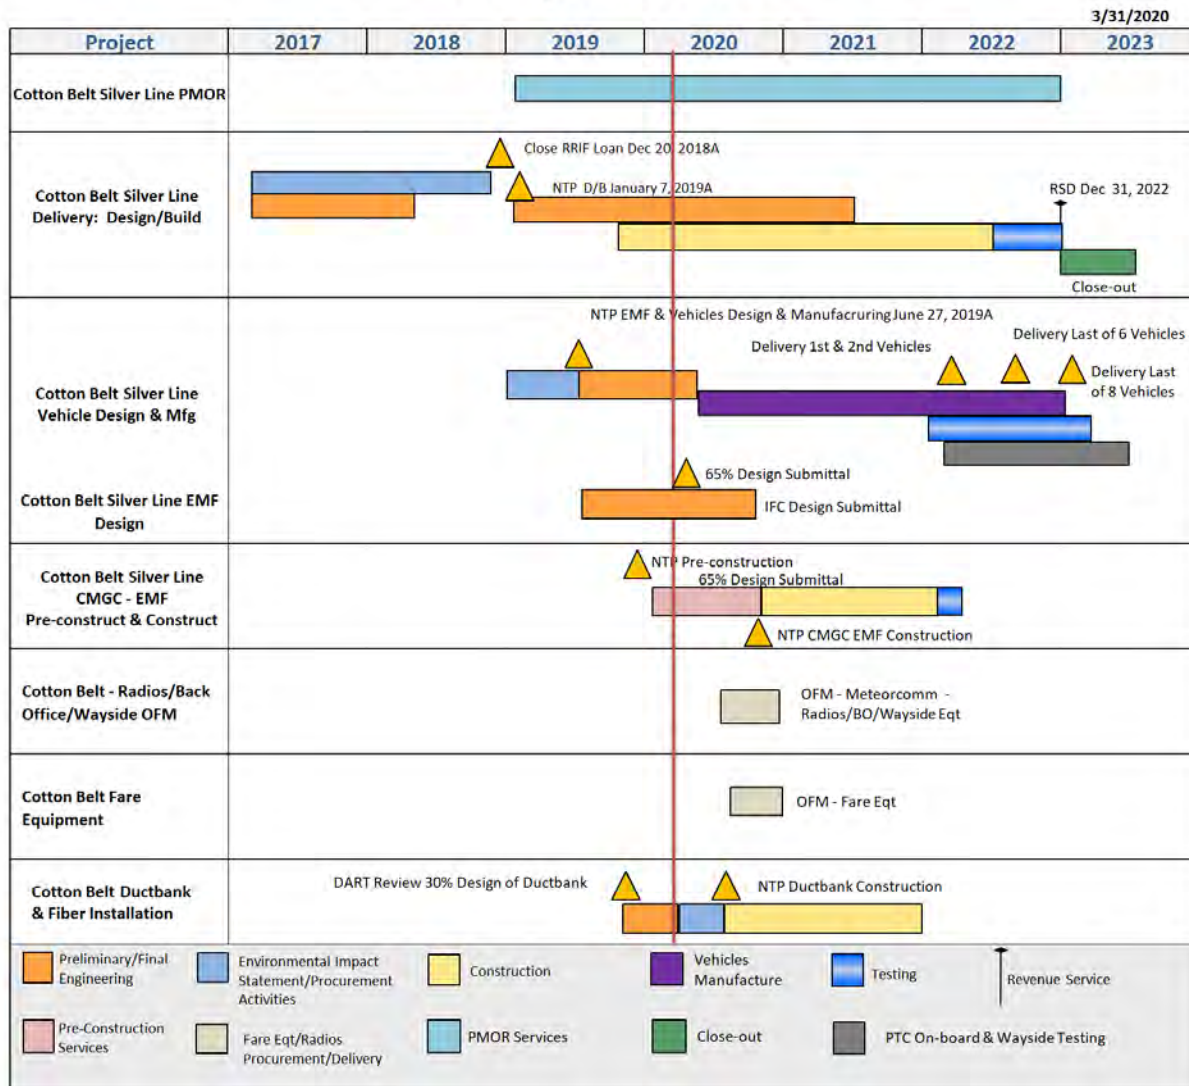 3/31/2020
Project 2017 2018 2019 2020 2021 2022 2023
Cotton Belt Silver Line PMOR
Cotton Belt Silver Line
Delivery: Design/Build
Close RRIF Loan Dec 20, 2018A
NTP D/B January 7, 2019A
RSD Dec 31, 2022
Close-out
Cotton Belt Silver Line
Vehicle Design & Mfg
NTP EMF & Vehicles Design & Manufacruring June 27, 2019A
Delivery 1st & 2nd Vehicles
Delivery Last of 6 Vehicles
Delivery Last
of 8 Vehicles
Cotton Belt Silver Line EMF
Design
65% Design Submittal
IFC Design Submittal
Cotton Belt Silver Line
CMGC - EMF
Pre-construct & Construct
NTP Pre-construction
65% Design Submittal
NTP CMGC EMF Construction
Cotton Belt - Radios/Back
Office/Wayside OFM
OFM - Meteorcomm -
Radios/BO/Wayside Eqt
Cotton Belt Fare
Equipment
OFM - Fare Eqt
Cotton Belt Ductbank
& Fiber Installation
DART Review 30% Design of Ductbank
NTP Ductbank Construction
Preliminary/Final
Engineering
Environmental Impact
Statement/Procurement
Activities
Construction
Vehicles
Manufacture
Testing
Revenue Service
Pre-Construction
Services
Fare Eqt/Radios
Procurement/Delivery
PMOR Services
Close-out
PTC On-board & Wayside Testing